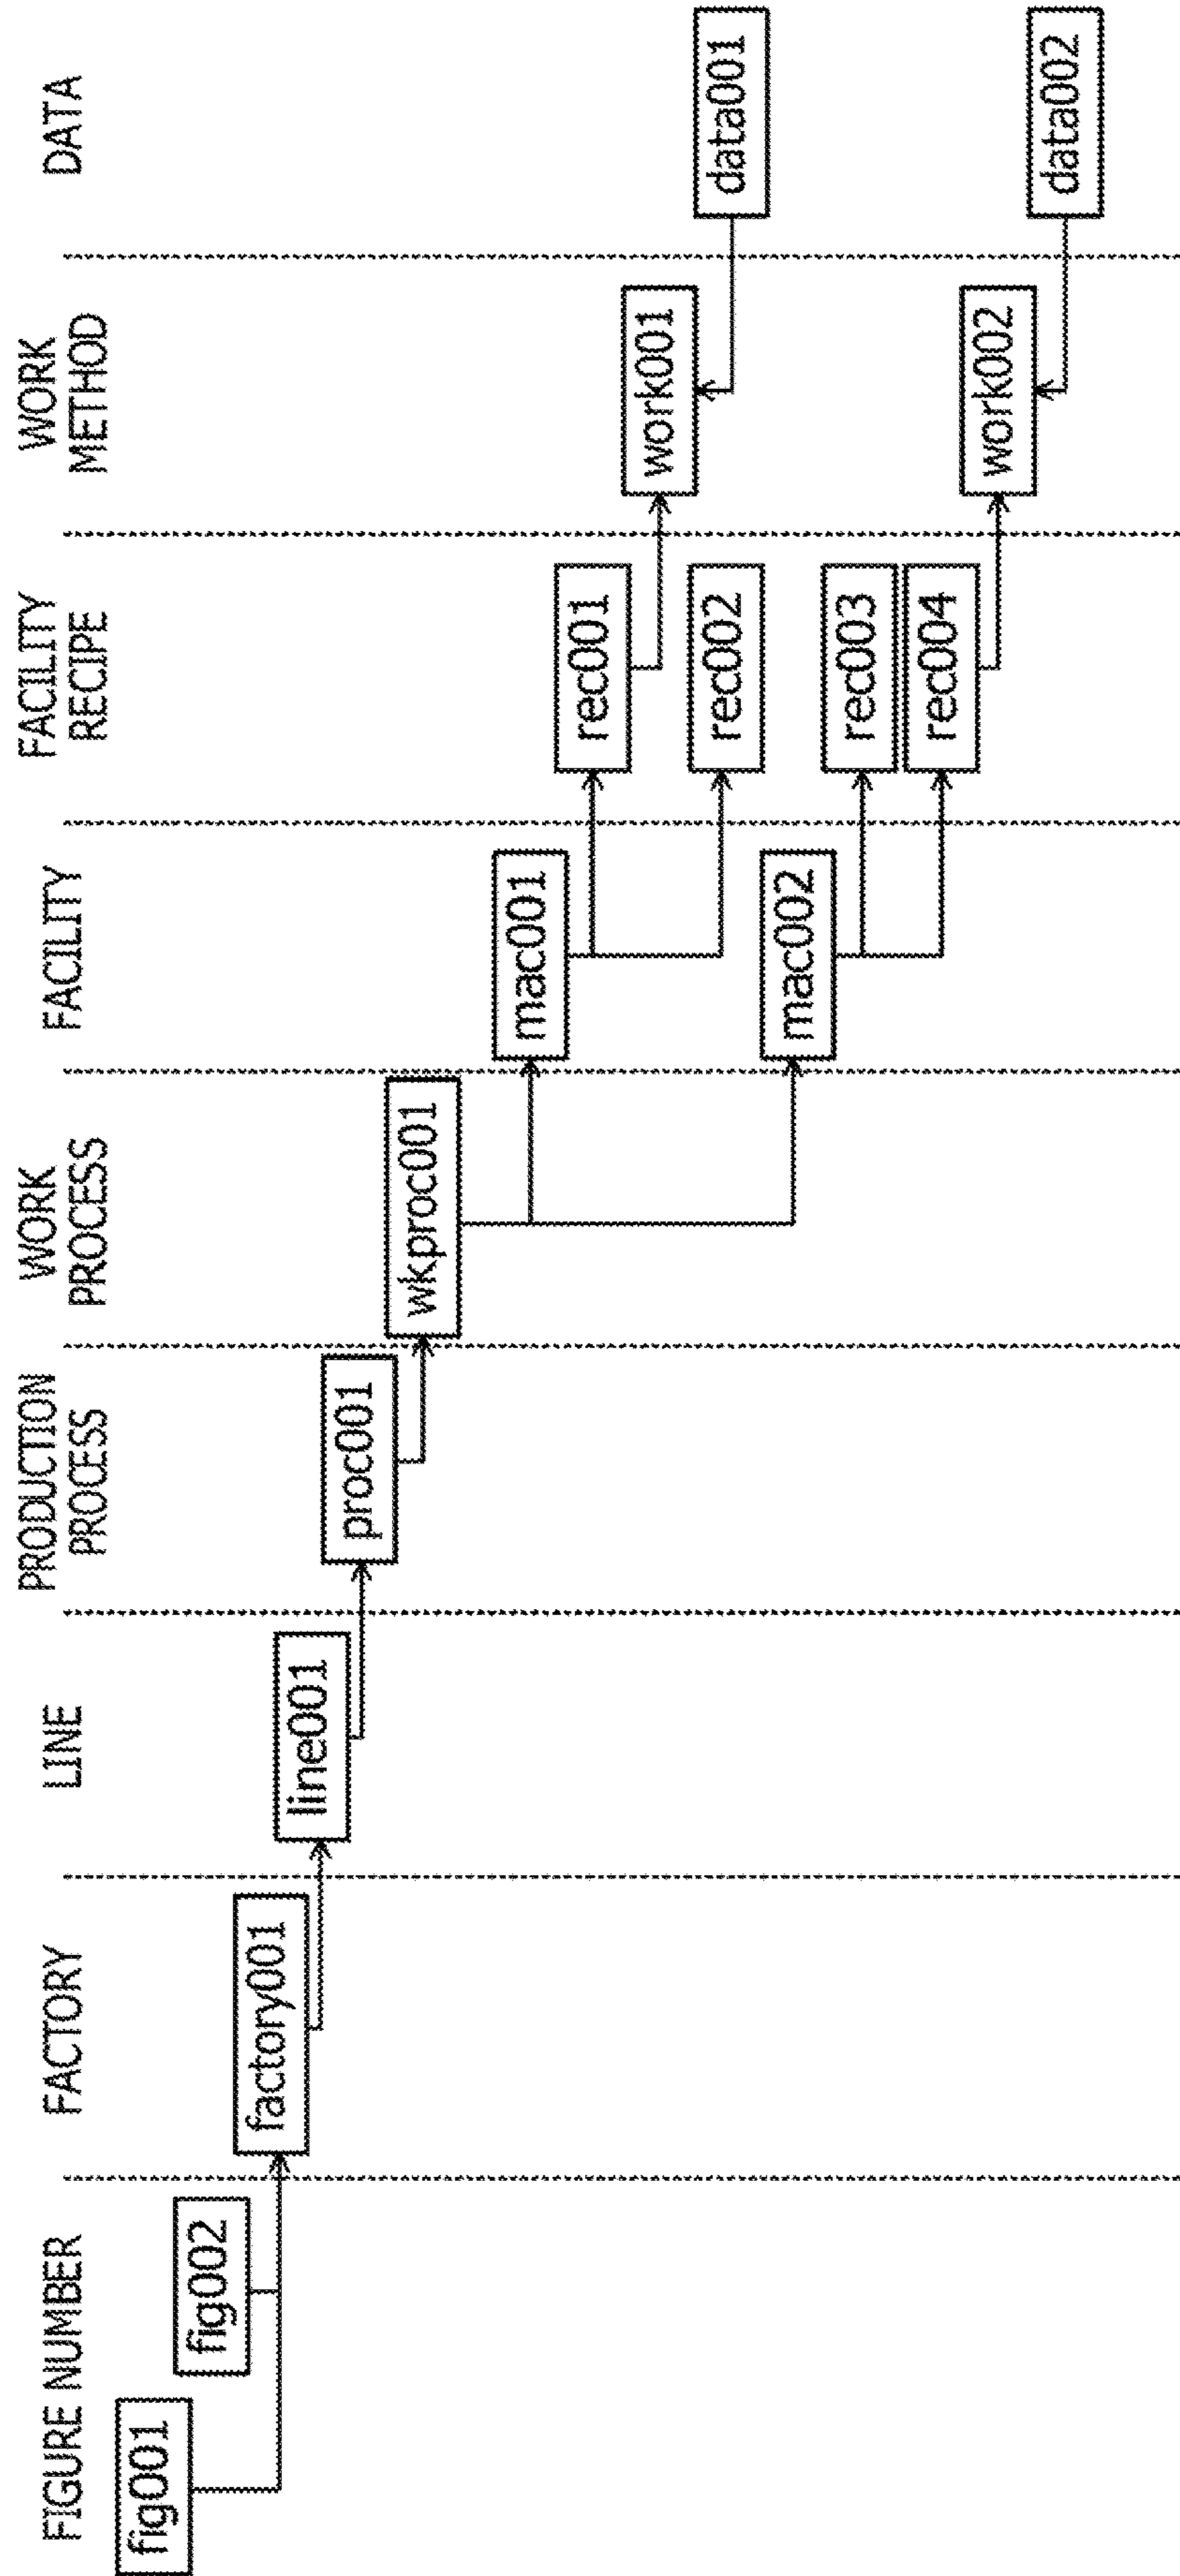 FIGURE NUMBER
FACTORY
LINE
PRODUCTION
PROCESS
WORK
PROCESS
FACILITY
FACILITY
RECIPE
WORK
METHOD
DATA
fig001
fig002
factory001
line001
proc001
wkproc001
mac001
rec001
work001
data001
rec002
mac002
rec003
rec004
work002
data002